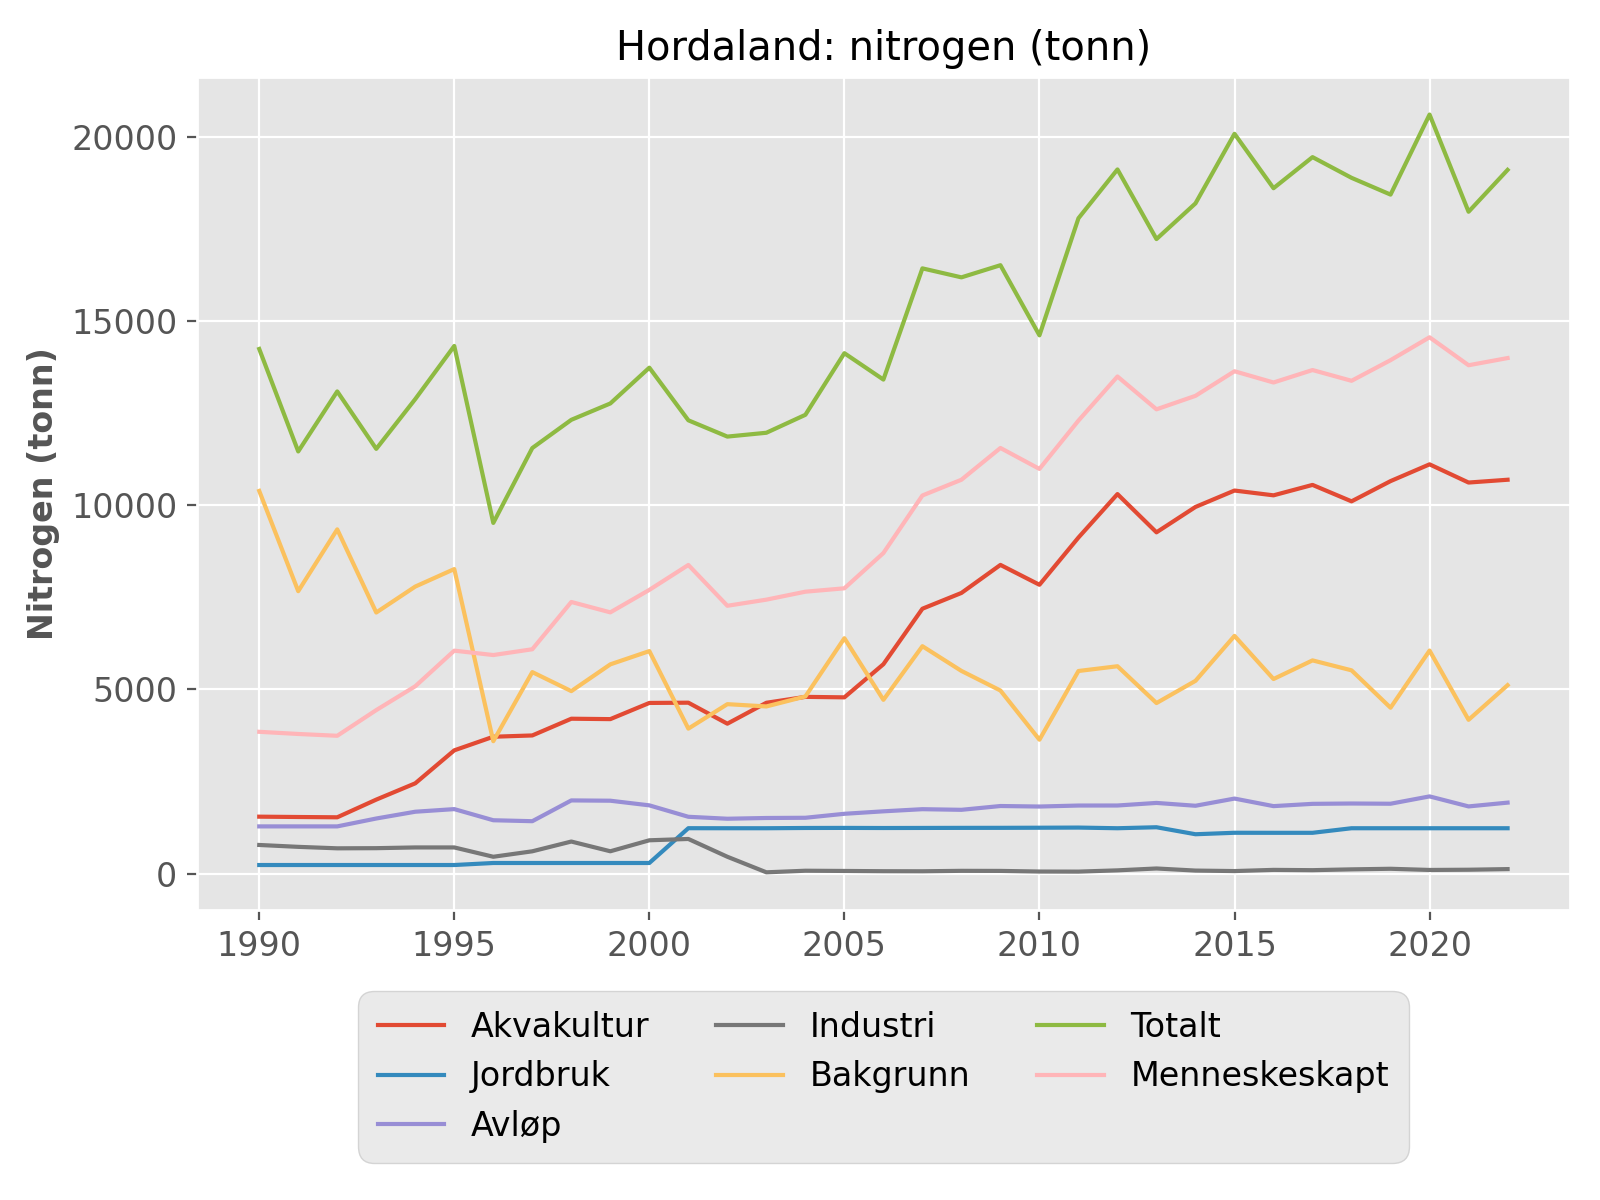 Hordaland: nitrogen (tonn)
20000
15000
10000
5000
0
Nitrogen (tonn)
1990 1995 2000 2005 2010 2015 2020
Akvakultur Industri Totalt
Jordbruk Bakgrunn Menneskeskapt
Avløp